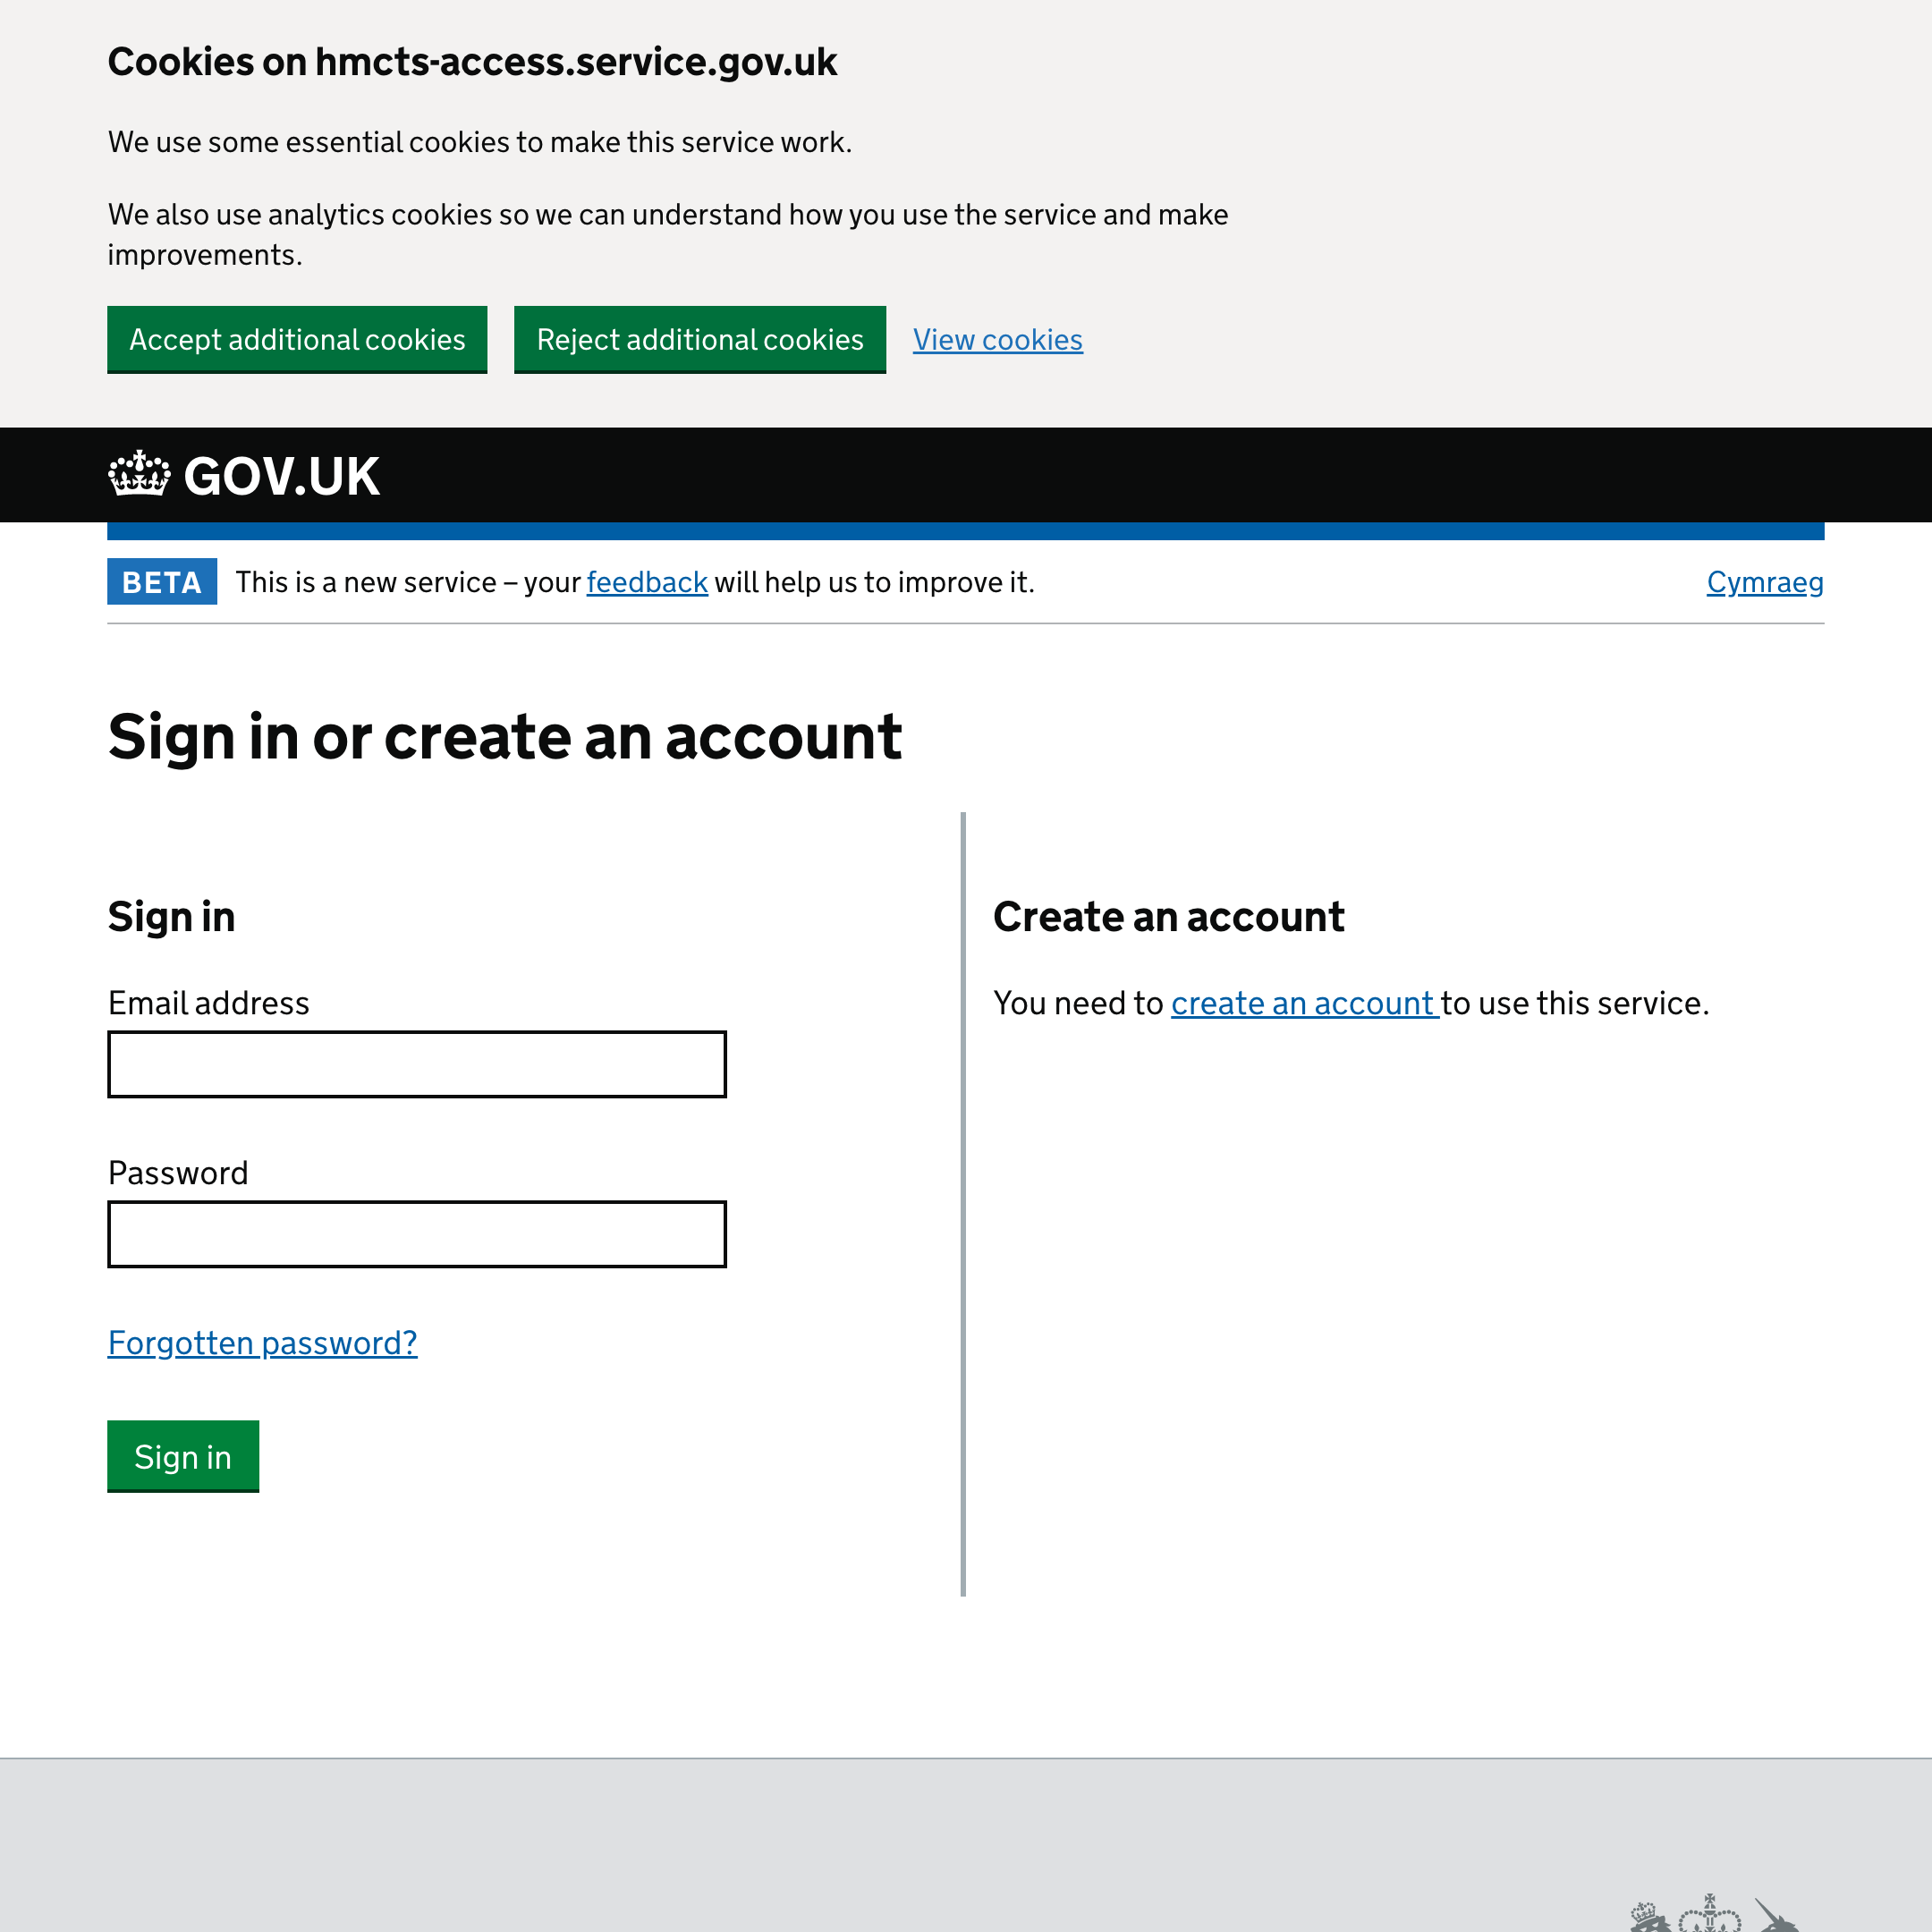 Cookies on hmcts-access.service.gov.uk
We use some essential cookies to make this service work.
We also use analytics cookies so we can understand how you use the service and make
improvements.
Accept additional cookies
Reject additional cookies
View cookies
GOV.UK
BETA
This is a new service – your feedback will help us to improve it.
Cymraeg
Sign in or create an account
Sign in
Email address
Password
Forgotten password?
Sign in
Create an account
You need to create an account to use this service.